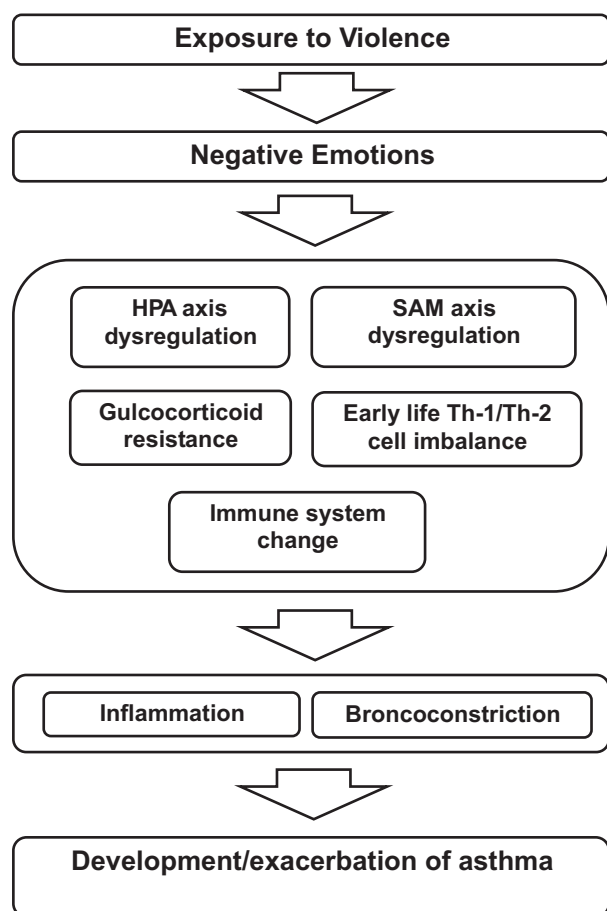 Exposure to Violence
Negative Emotions
HPA axis
dysregulation
SAM axis
dysregulation
Gulcocorticoid
resistance
Early life Th-1/Th-2
cell imbalance
Immune system
change
Inflammation
Broncoconstriction
Development/exacerbation of asthma